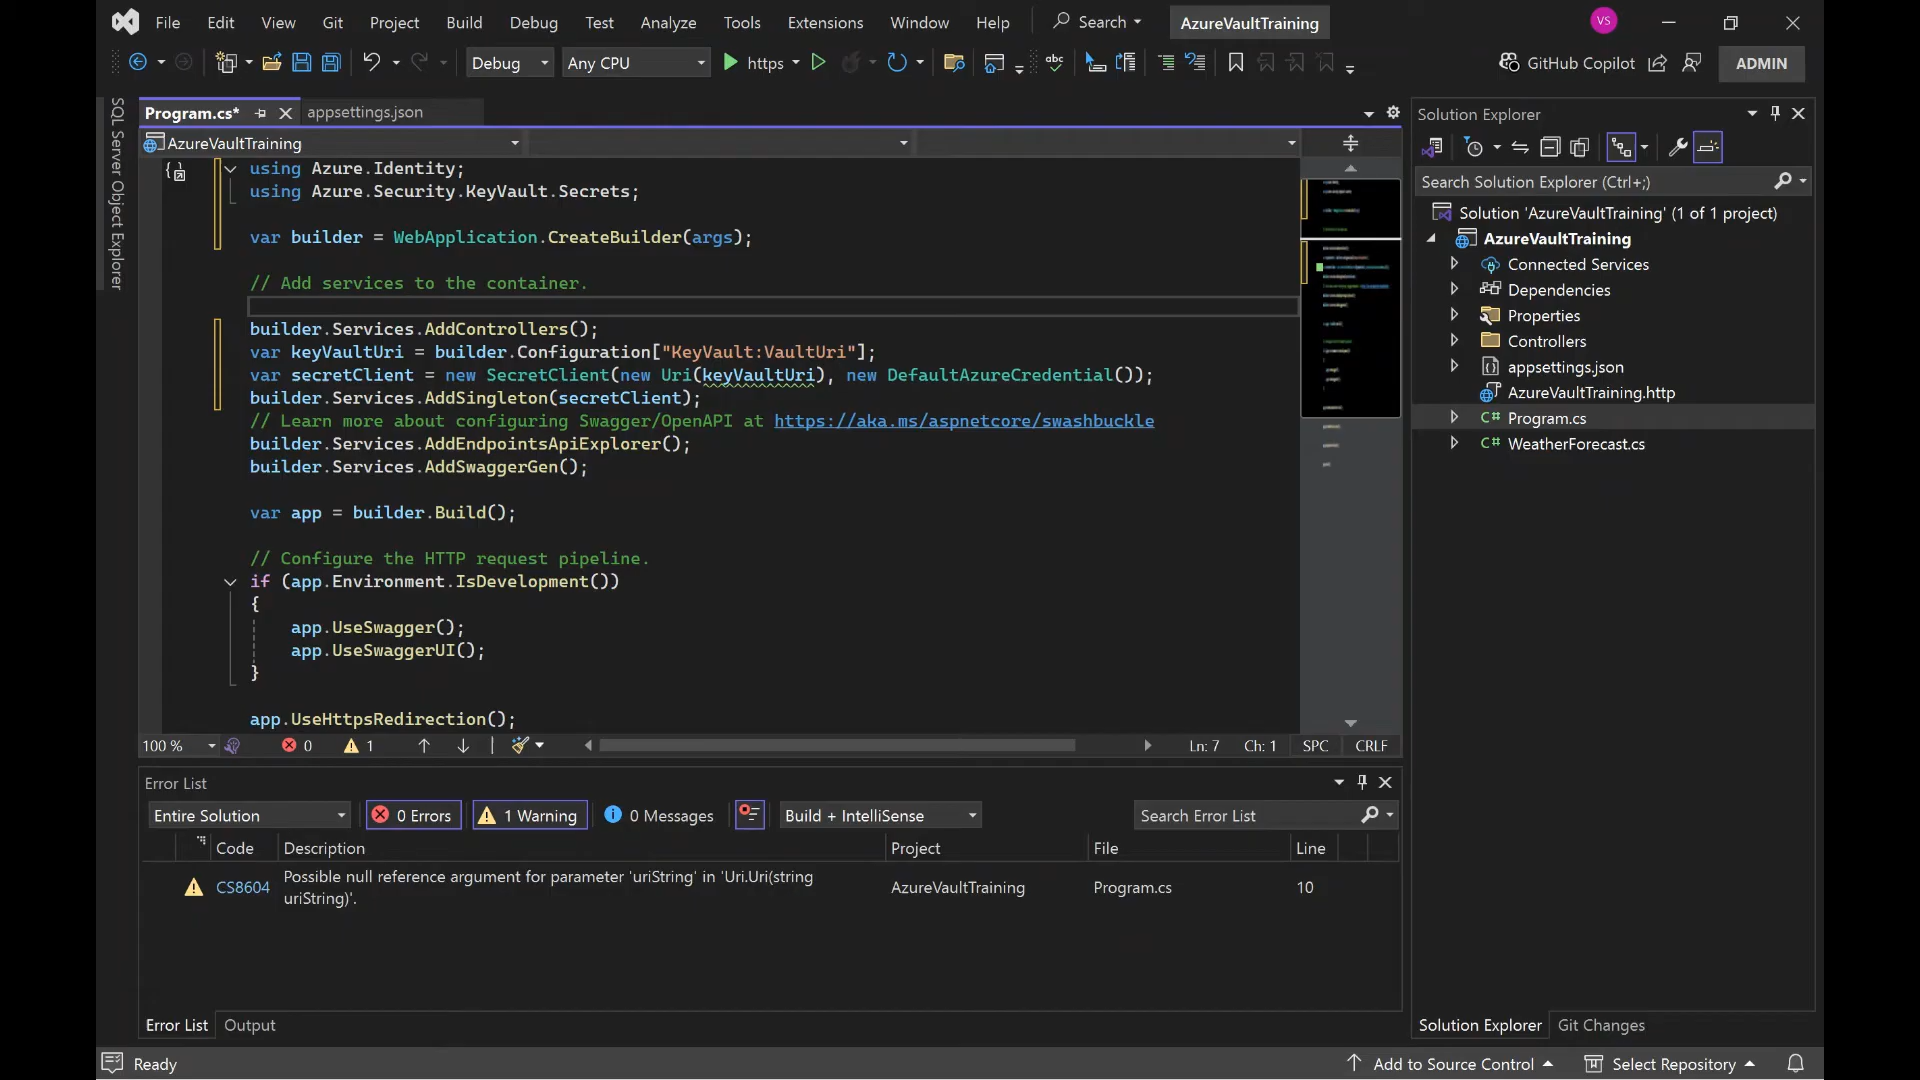 File Edit View Git Project Build Debug Test Analyze Tools Extensions Window Help Search AzureVaultTraining VS
Debug Any CPU https abc GitHub Copilot ADMIN
SQL Server Object Explorer
Program.cs* appsettings.json
AzureVaultTraining
using Azure.Identity;
using Azure.Security.KeyVault.Secrets;
var builder = WebApplication.CreateBuilder(args);
// Add services to the container.
builder.Services.AddControllers();
var keyVaultUri = builder.Configuration["KeyVault:VaultUri"];
var secretClient = new SecretClient(new Uri(keyVaultUri), new DefaultAzureCredential());
builder.Services.AddSingleton(secretClient);
// Learn more about configuring Swagger/OpenAPI at https://aka.ms/aspnetcore/swashbuckle
builder.Services.AddEndpointsApiExplorer();
builder.Services.AddSwaggerGen();
var app = builder.Build();
// Configure the HTTP request pipeline.
if (app.Environment.IsDevelopment())
{
app.UseSwagger();
app.UseSwaggerUI();
}
app.UseHttpsRedirection();
100 % 0 1 Ln: 7 Ch: 1 SPC CRLF
Error List
Entire Solution 0 Errors 1 Warning 0 Messages Build + IntelliSense Search Error List
Code Description Project File Line
CS8604 Possible null reference argument for parameter 'uriString' in 'Uri.Uri(string uriString)'. AzureVaultTraining Program.cs 10
Error List Output
Solution Explorer
Search Solution Explorer (Ctrl+;)
Solution 'AzureVaultTraining' (1 of 1 project)
AzureVaultTraining
Connected Services
Dependencies
Properties
Controllers
appsettings.json
AzureVaultTraining.http
C# Program.cs
C# WeatherForecast.cs
Solution Explorer Git Changes
Ready Add to Source Control Select Repository